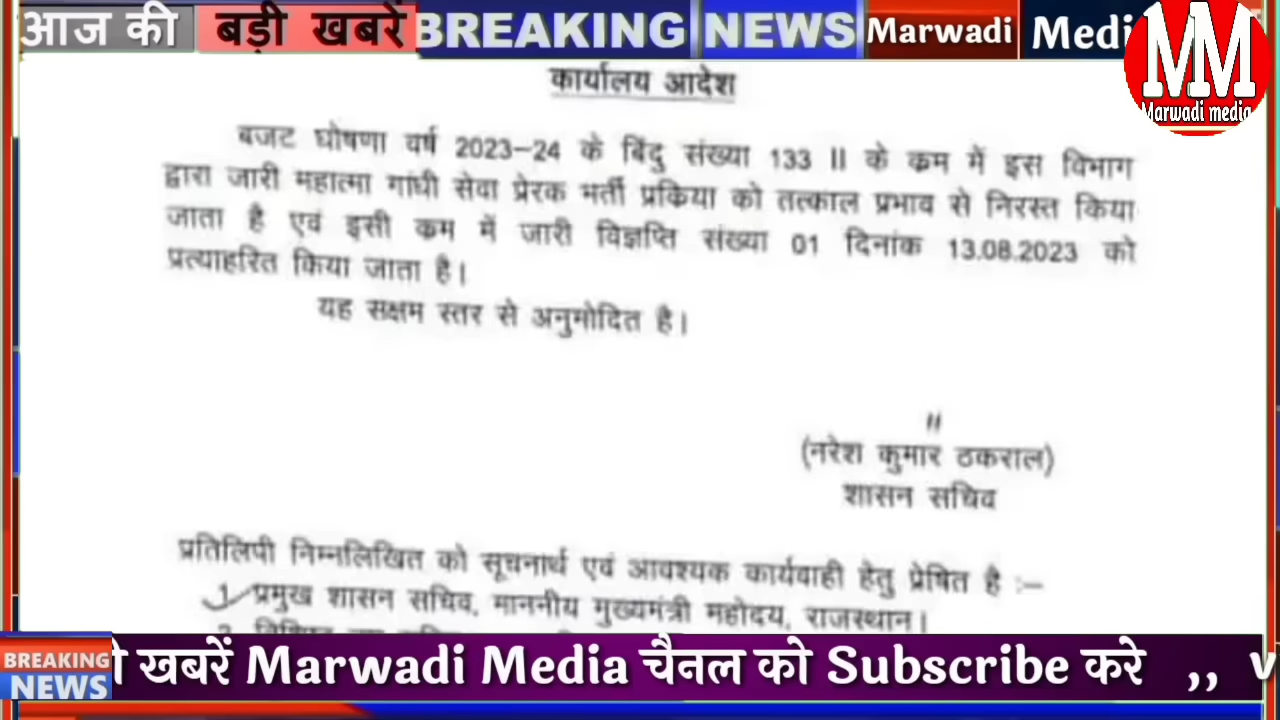 आज की बड़ी खबरें BREAKING NEWS Marwadi Medi
MM
Marwadi media
कार्यालय आदेश
बजट घोषणा वर्ष 2023–24 के बिंदु संख्या 133 II के क्रम में इस विभाग
द्वारा जारी महात्मा गांधी सेवा प्रेरक भर्ती प्रकिया को तत्काल प्रभाव से निरस्त किया
जाता है एवं इसी क्रम में जारी विज्ञप्ति संख्या 01 दिनांक 13.08.2023 को
प्रत्याहरित किया जाता है।
यह सक्षम स्तर से अनुमोदित है।
(नरेश कुमार ठकराल)
शासन सचिव
प्रतिलिपी निम्नलिखित को सूचनार्थ एवं आवश्यक कार्यवाही हेतु प्रेषित है :–
1. प्रमुख शासन सचिव, माननीय मुख्यमंत्री महोदय, राजस्थान।
BREAKING
NEWS
खबरें Marwadi Media चैनल को Subscribe करे ,,